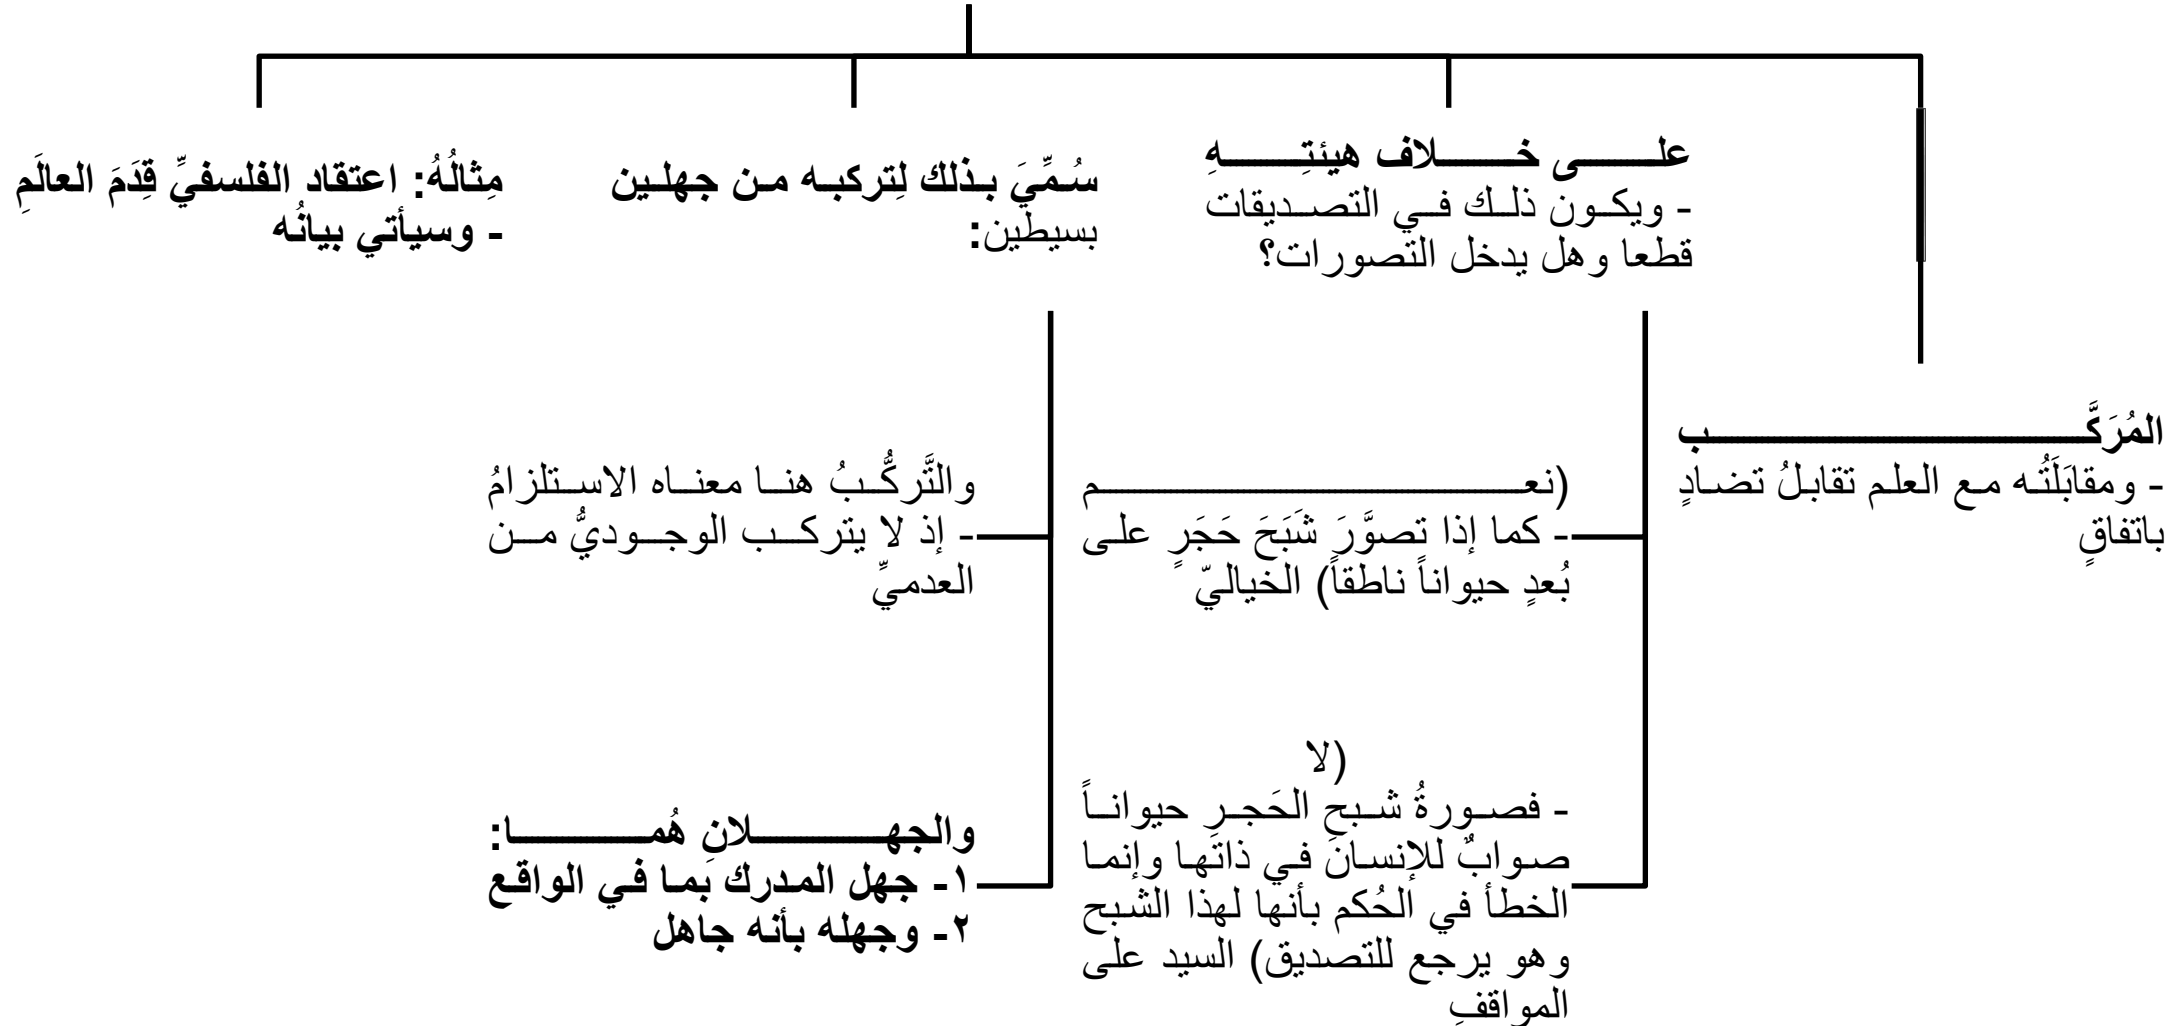 المُرَكَّب
- ومقابَلَتُه مع العلم تقابلُ تضادٍ
باتفاقٍ
على خلاف هيئتِهِ
- ويكون ذلك في التصديقات
قطعا وهل يدخل التصورات؟
(نعم
- كما إذا تصوَّرَ شَبَحَ حَجَرٍ على
بُعدٍ حيواناً ناطقاً) الخياليّ
(لا
- فصورةُ شبحِ الحَجرِ حيواناً
صوابٌ للإنسان في ذاتها وإنما
الخطأ في الحُكم بأنها لهذا الشبح
وهو يرجع للتصديق) السيد على
المواقفِ
سُمِّيَ بذلك لِتركبه من جهلين
بسيطين:
والتَّركُّبُ هنا معناه الاستلزامُ
- إذ لا يتركب الوجوديُّ من
العدميِّ
والجهلانِ هُما:
١- جهل المدرك بما في الواقع
٢- وجهله بأنه جاهل
مِثالُهُ: اعتقاد الفلسفيِّ قِدَمَ العالَمِ
- وسيأتي بيانُه